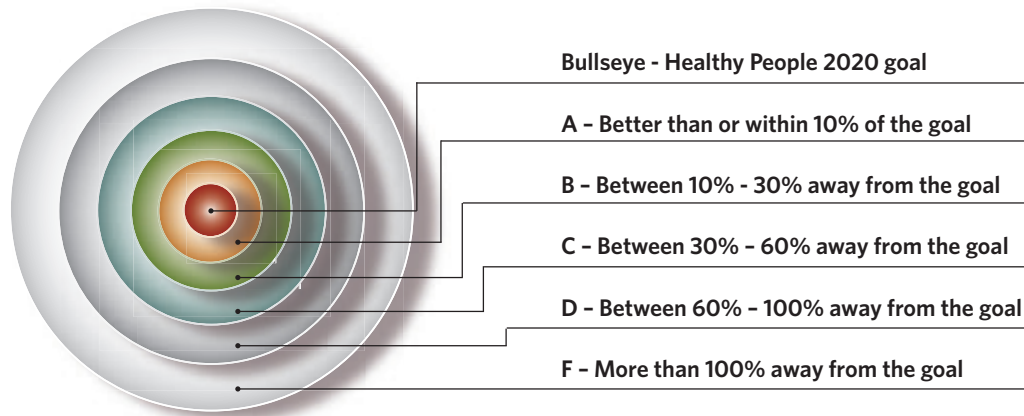 Bullseye - Healthy People 2020 goal
A – Better than or within 10% of the goal
B – Between 10% - 30% away from the goal
C – Between 30% – 60% away from the goal
D – Between 60% – 100% away from the goal
F – More than 100% away from the goal